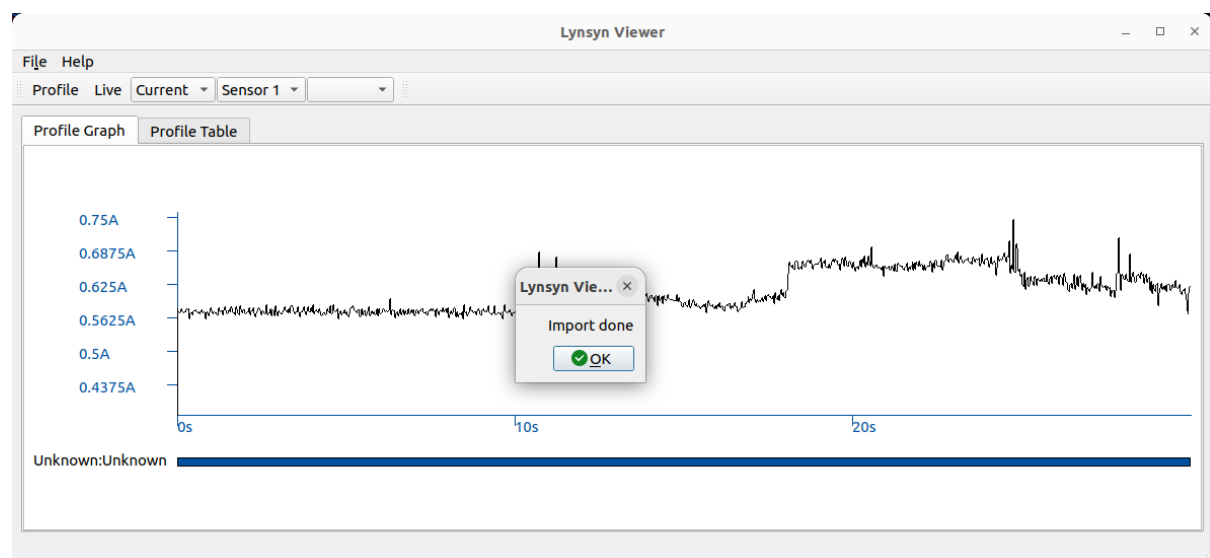 Lynsyn Viewer
File Help
Profile Live Current Sensor 1
Profile Graph Profile Table
0.75A
0.6875A
0.625A
0.5625A
0.5A
0.4375A
0s 10s 20s
Unknown:Unknown
Lynsyn Vie...
Import done
OK